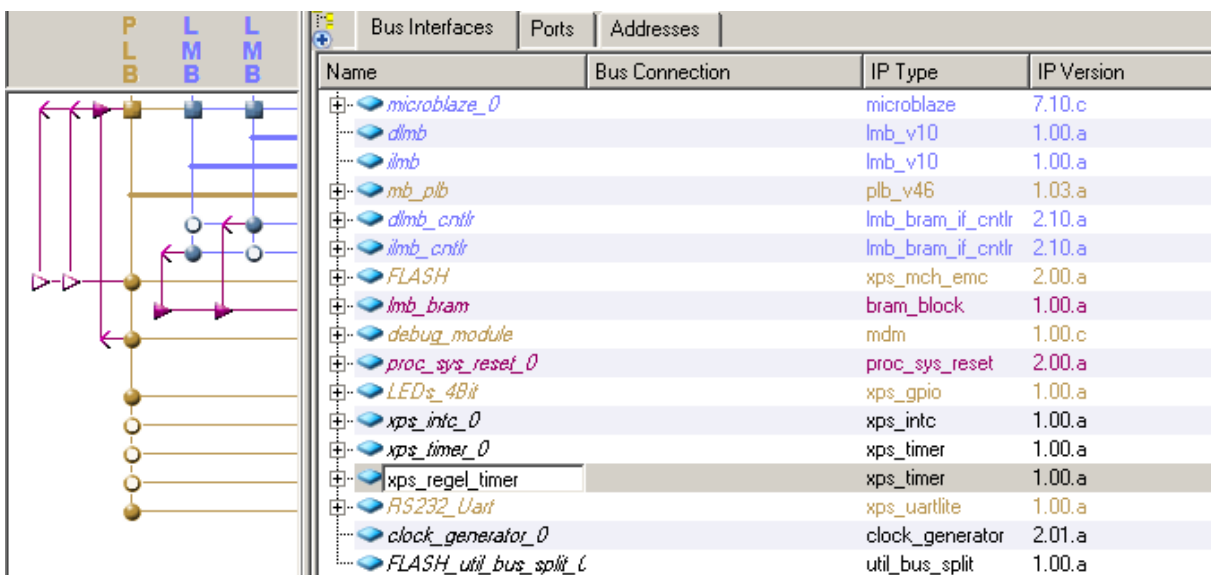 PLB LMB LMB
Bus Interfaces Ports Addresses
Name Bus Connection IP Type IP Version
microblaze_0 microblaze 7.10.c
dlmb lmb_v10 1.00.a
ilmb lmb_v10 1.00.a
mb_plb plb_v46 1.03.a
dlmb_cntlr lmb_bram_if_cntlr 2.10.a
ilmb_cntlr lmb_bram_if_cntlr 2.10.a
FLASH xps_mch_emc 2.00.a
lmb_bram bram_block 1.00.a
debug_module mdm 1.00.c
proc_sys_reset_0 proc_sys_reset 2.00.a
LEDs_4Bit xps_gpio 1.00.a
xps_intc_0 xps_intc 1.00.a
xps_timer_0 xps_timer 1.00.a
xps_regel_timer xps_timer 1.00.a
RS232_Uart xps_uartlite 1.00.a
clock_generator_0 clock_generator 2.01.a
FLASH_util_bus_split_ util_bus_split 1.00.a